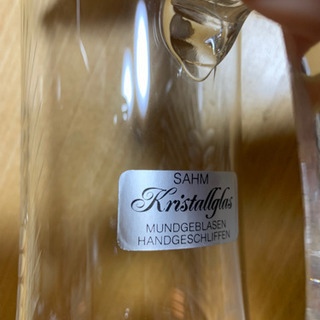 SAHM
Kristallglas
MUNDGEBLASEN
HANDGESCHLIFFEN